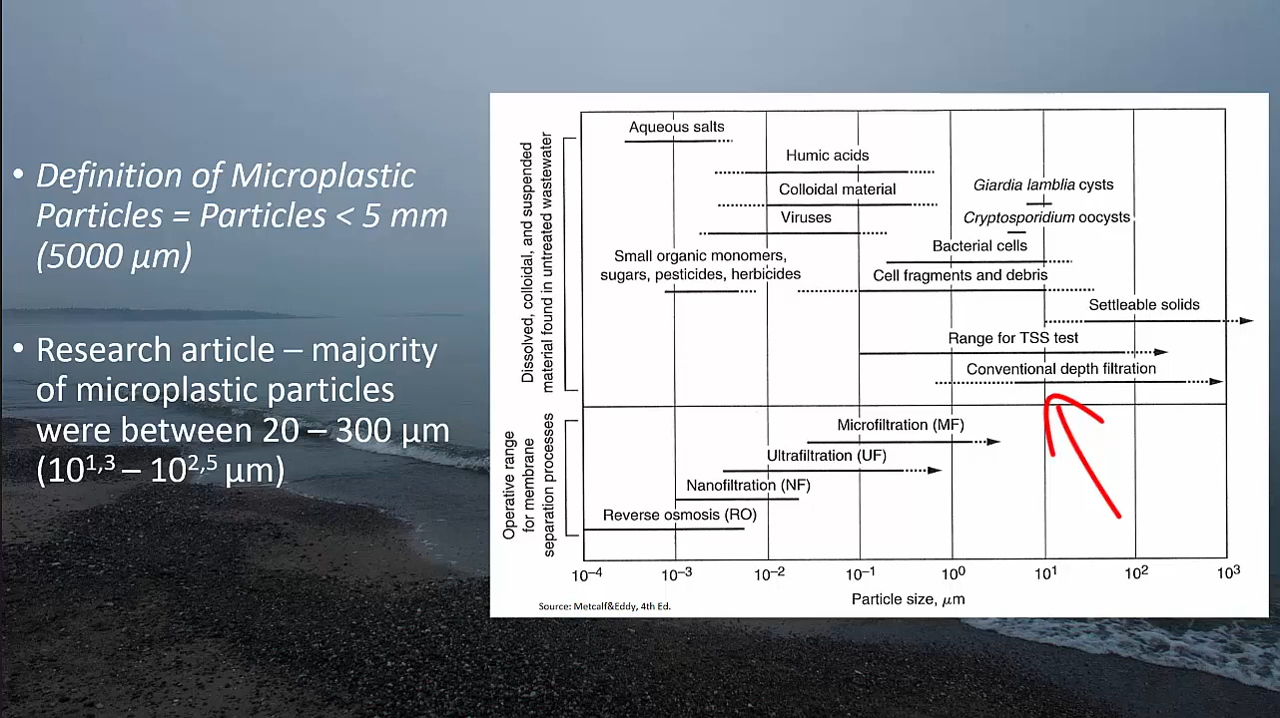 • Definition of Microplastic
Particles = Particles < 5 mm
(5000 μm)
• Research article – majority
of microplastic particles
were between 20 – 300 μm
(10^1,3 – 10^2,5 μm)
Dissolved, colloidal, and suspended
material found in untreated wastewater
Aqueous salts
Humic acids
Colloidal material
Giardia lamblia cysts
Viruses
Cryptosporidium oocysts
Bacterial cells
Small organic monomers,
sugars, pesticides, herbicides
Cell fragments and debris
Settleable solids
Range for TSS test
Conventional depth filtration
Operative range
for membrane
separation processes
Microfiltration (MF)
Ultrafiltration (UF)
Nanofiltration (NF)
Reverse osmosis (RO)
10^–4 10^–3 10^–2 10^–1 10^0 10^1 10^2 10^3
Particle size, μm
Source: Metcalf&Eddy, 4th Ed.